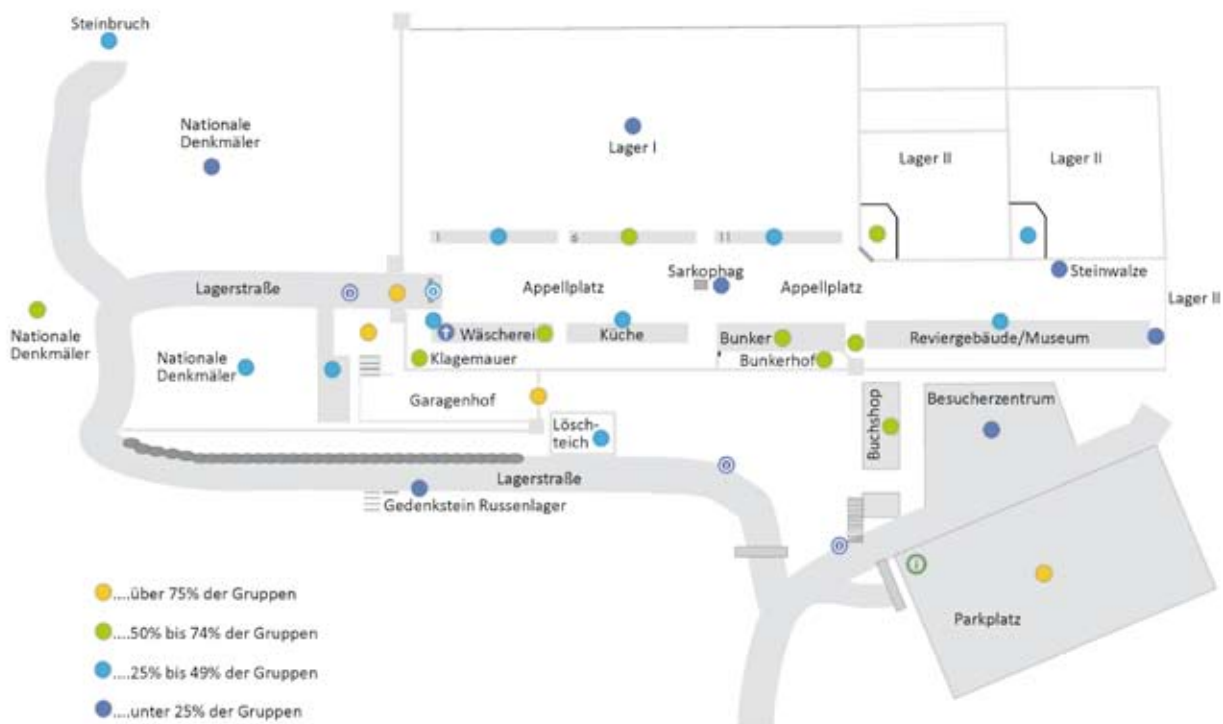 Steinbruch
Nationale
Denkmäler
Lager I
Lager II
Lager II
1
6
11
Sarkophag
Steinwalze
Lagerstraße
Appellplatz
Appellplatz
Lager II
Nationale
Denkmäler
Wäscherei
Küche
Bunker
Reviergebäude/Museum
Nationale
Denkmäler
Klagemauer
Bunkerhof
Garagenhof
Besucherzentrum
Buchshop
Lösch-
teich
Lagerstraße
Gedenkstein Russenlager
i
Parkplatz
....über 75% der Gruppen
....50% bis 74% der Gruppen
....25% bis 49% der Gruppen
....unter 25% der Gruppen